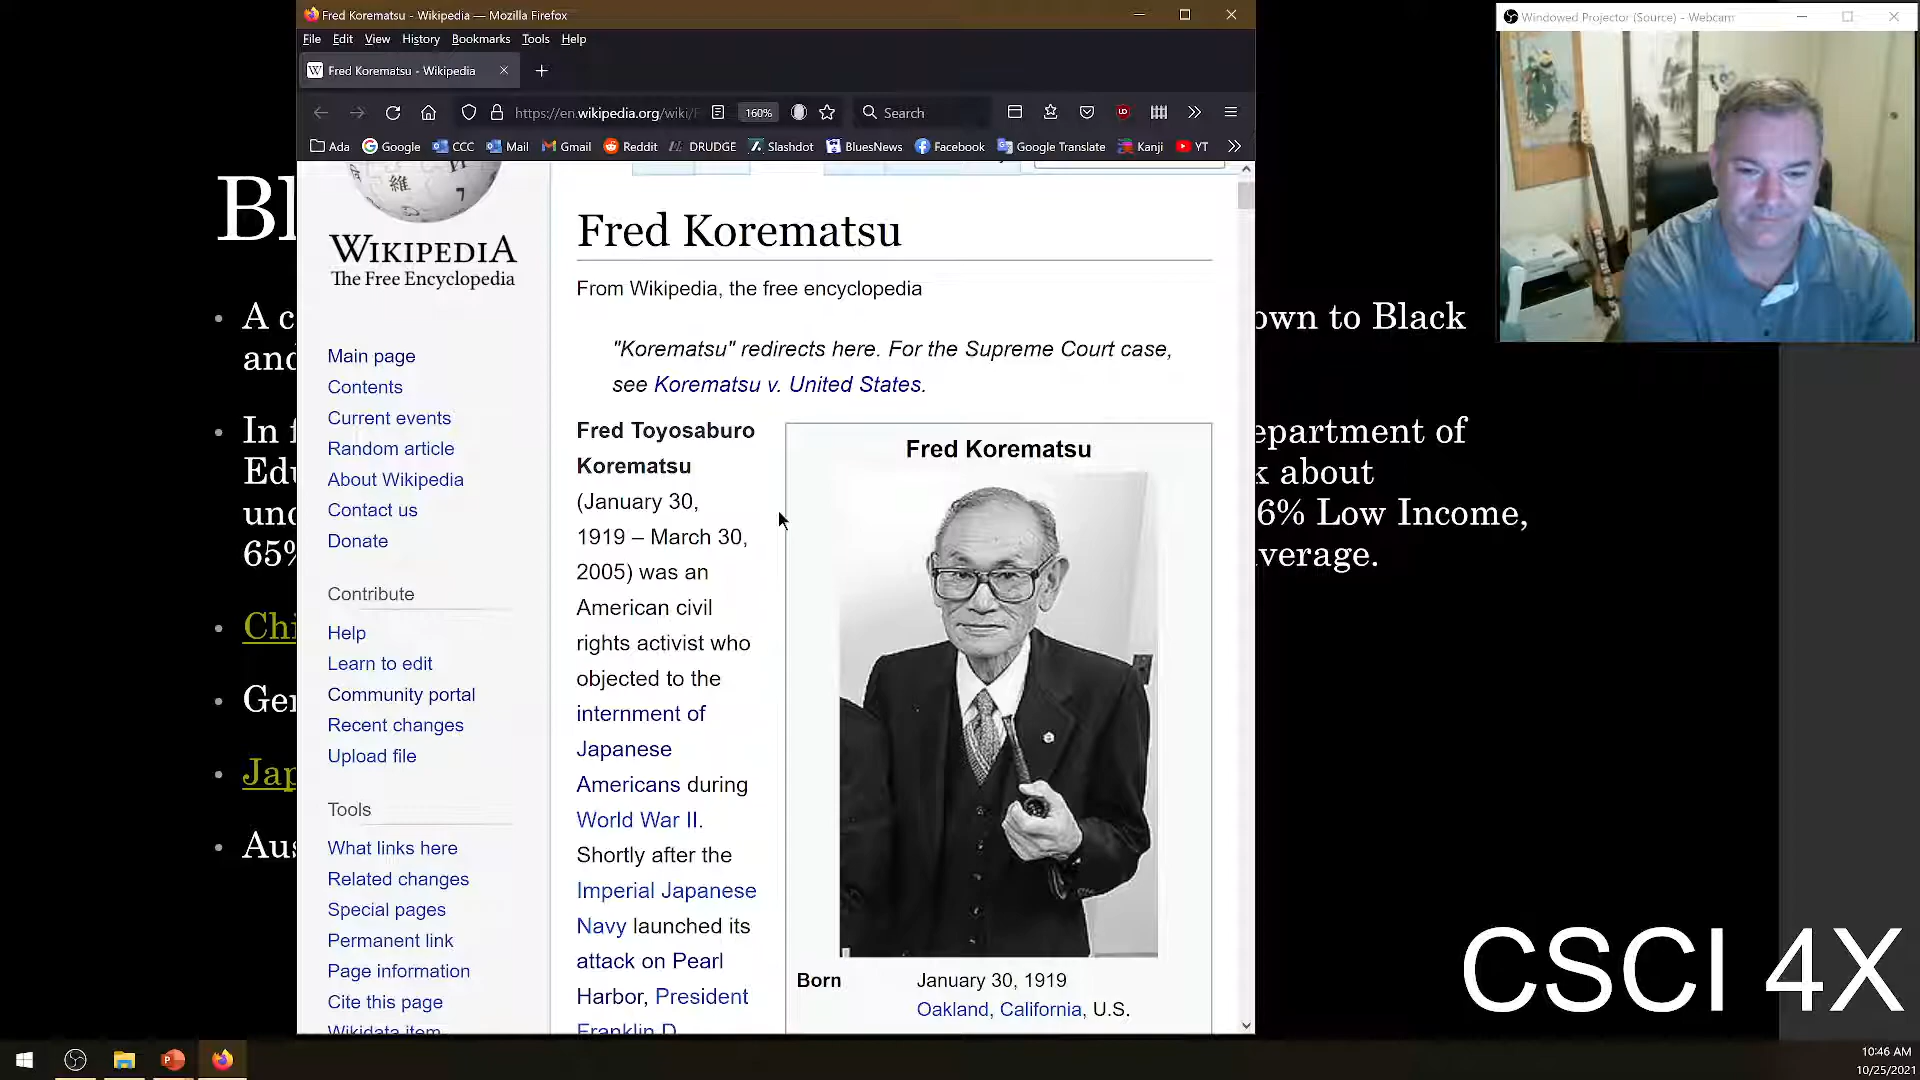 Fred Korematsu - Wikipedia — Mozilla Firefox
File Edit View History Bookmarks Tools Help
Fred Korematsu - Wikipedia
https://en.wikipedia.org/wiki/
160%
Search
Ada Google CCC Mail Gmail Reddit DRUDGE Slashdot BluesNews Facebook Google Translate Kanji YT
WIKIPEDIA
The Free Encyclopedia
Main page
Contents
Current events
Random article
About Wikipedia
Contact us
Donate
Contribute
Help
Learn to edit
Community portal
Recent changes
Upload file
Tools
What links here
Related changes
Special pages
Permanent link
Page information
Cite this page
Wikidata item
Fred Korematsu
From Wikipedia, the free encyclopedia
"Korematsu" redirects here. For the Supreme Court case,
see Korematsu v. United States.
Fred Toyosaburo
Korematsu
(January 30,
1919 – March 30,
2005) was an
American civil
rights activist who
objected to the
internment of
Japanese
Americans during
World War II.
Shortly after the
Imperial Japanese
Navy launched its
attack on Pearl
Harbor, President
Franklin D.
Fred Korematsu
Born January 30, 1919
Oakland, California, U.S.
Bl
A c
and
In f
Edu
und
65%
Chi
Ger
Jap
Aus
own to Black
epartment of
k about
6% Low Income,
verage.
Windowed Projector (Source) - Webcam
CSCI 4X
10:46 AM
10/25/2021